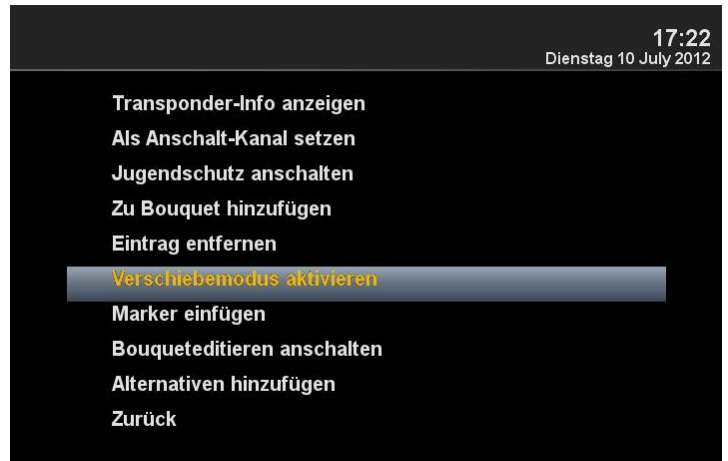 17:22
Dienstag 10 July 2012
Transponder-Info anzeigen
Als Anschalt-Kanal setzen
Jugendschutz anschalten
Zu Bouquet hinzufügen
Eintrag entfernen
Verschiebemodus aktivieren
Marker einfügen
Bouqueteditieren anschalten
Alternativen hinzufügen
Zurück